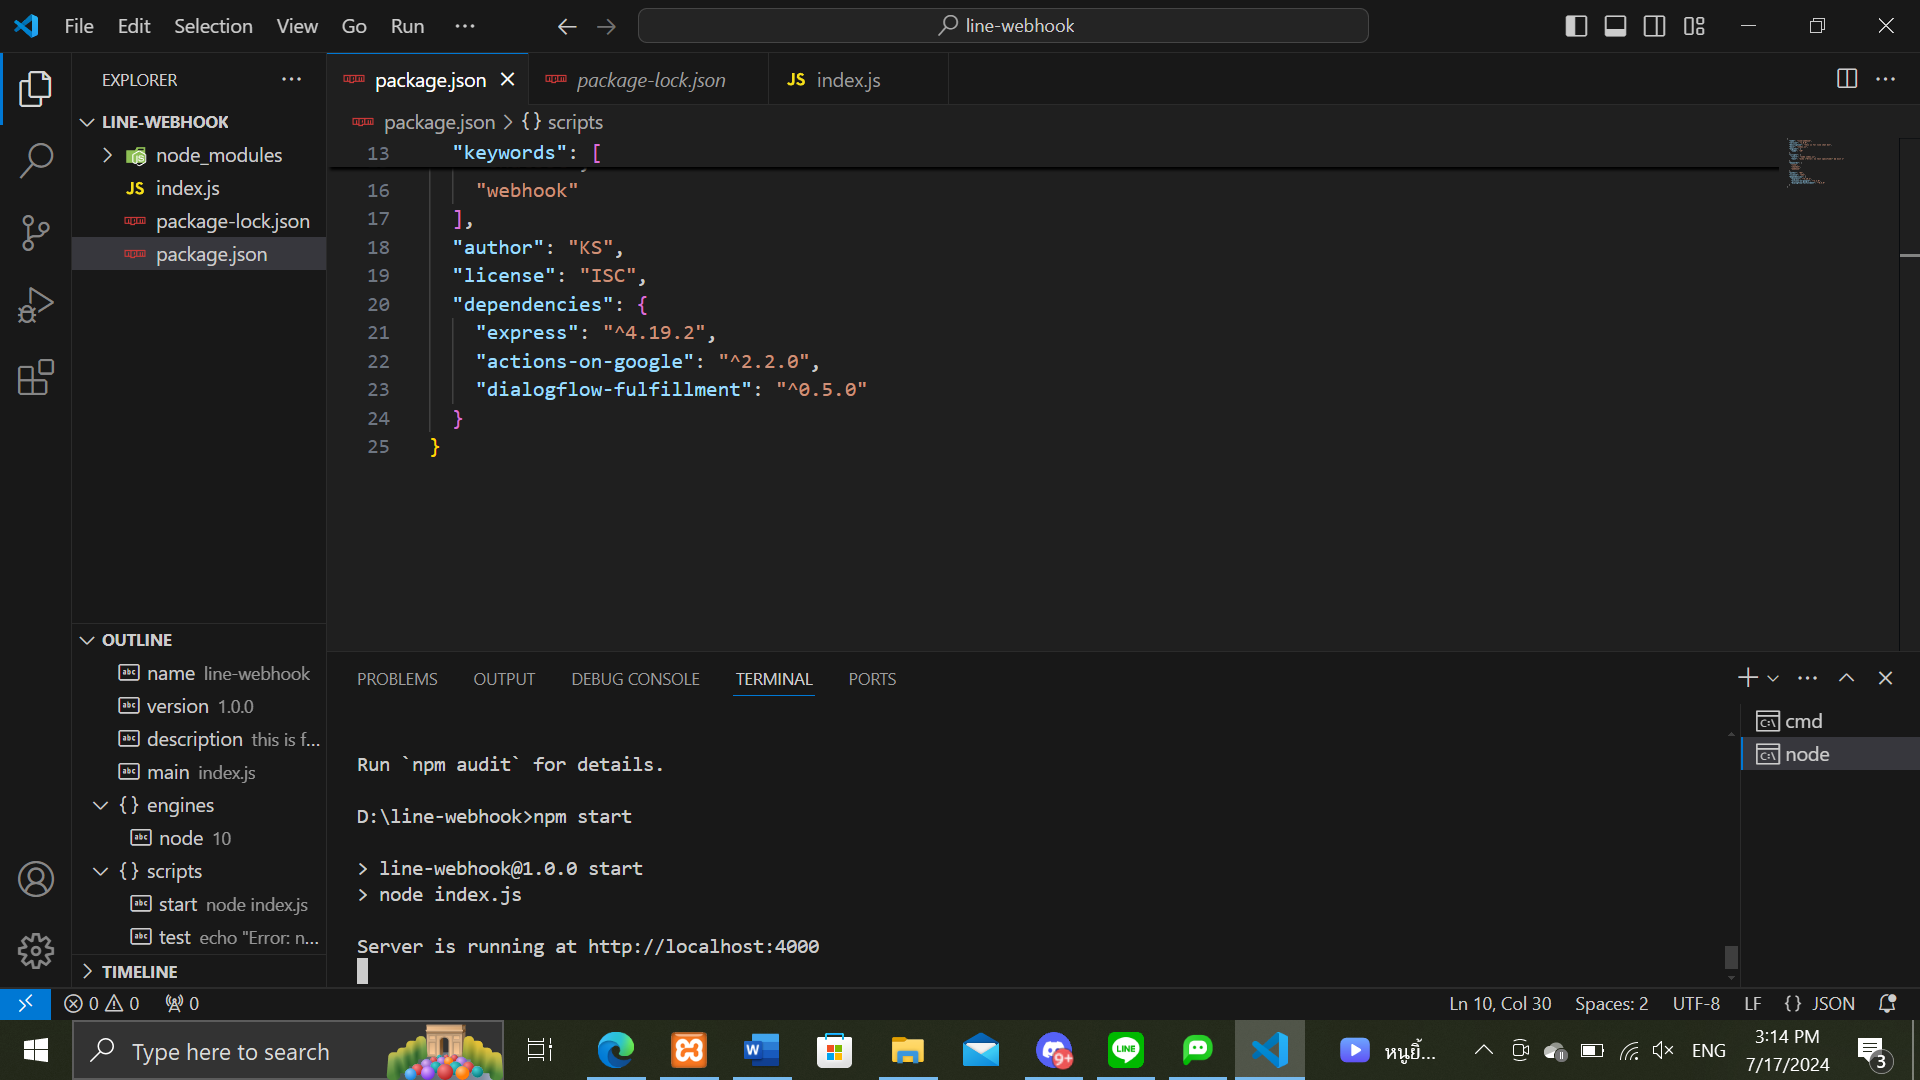 File Edit Selection View Go Run ···
line-webhook
EXPLORER
LINE-WEBHOOK
node_modules
JS index.js
package-lock.json
package.json
OUTLINE
name line-webhook
version 1.0.0
description this is f...
main index.js
{} engines
node 10
{} scripts
start node index.js
test echo "Error: n...
TIMELINE
package.json
package-lock.json
JS index.js
package.json > {} scripts
13 "keywords": [
16 "webhook"
17 ],
18 "author": "KS",
19 "license": "ISC",
20 "dependencies": {
21 "express": "^4.19.2",
22 "actions-on-google": "^2.2.0",
23 "dialogflow-fulfillment": "^0.5.0"
24 }
25 }
PROBLEMS OUTPUT DEBUG CONSOLE TERMINAL PORTS
cmd
node
Run `npm audit` for details.
D:\line-webhook>npm start
> line-webhook@1.0.0 start
> node index.js
Server is running at http://localhost:4000
0 0 0
Ln 10, Col 30 Spaces: 2 UTF-8 LF {} JSON
Type here to search
9+
LINE
หนูยิ้...
ENG
3:14 PM
7/17/2024
3